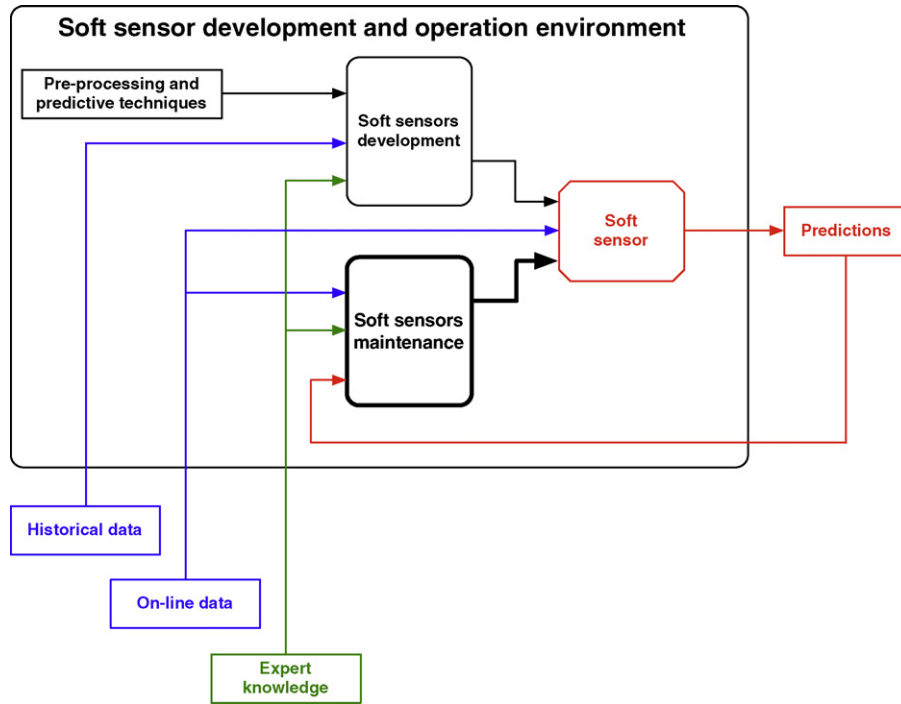 Soft sensor development and operation environment
Pre-processing and
predictive techniques
Soft sensors
development
Soft
sensor
Predictions
Soft sensors
maintenance
Historical data
On-line data
Expert
knowledge